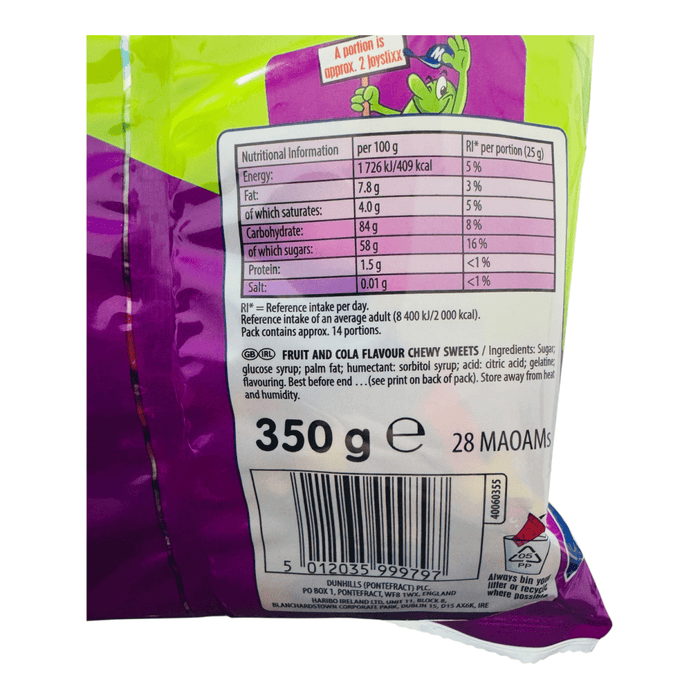 A portion is
approx. 2 Joystixx
M
Nutritional Information per 100 g RI* per portion (25 g)
Energy: 1 726 kJ/409 kcal 5 %
Fat: 7.8 g 3 %
of which saturates: 4.0 g 5 %
Carbohydrate: 84 g 8 %
of which sugars: 58 g 16 %
Protein: 1.5 g <1 %
Salt: 0.01 g <1 %
RI* = Reference intake per day.
Reference intake of an average adult (8 400 kJ/2 000 kcal).
Pack contains approx. 14 portions.
GB IRL FRUIT AND COLA FLAVOUR CHEWY SWEETS / Ingredients: Sugar;
glucose syrup; palm fat; humectant: sorbitol syrup; acid: citric acid; gelatine;
flavouring. Best before end ...(see print on back of pack). Store away from heat
and humidity.
350 g e 28 MAOAMs
40060355
5 012035 999797
05
PP
Always bin your
litter or recycle
where possible
DUNHILLS (PONTEFRACT) PLC.
PO BOX 1, PONTEFRACT, WF8 1WX, ENGLAND
HARIBO IRELAND LTD, UNIT 11, BLOCK B,
BLANCHARDSTOWN CORPORATE PARK, DUBLIN 15, D15 AX6K, IRE